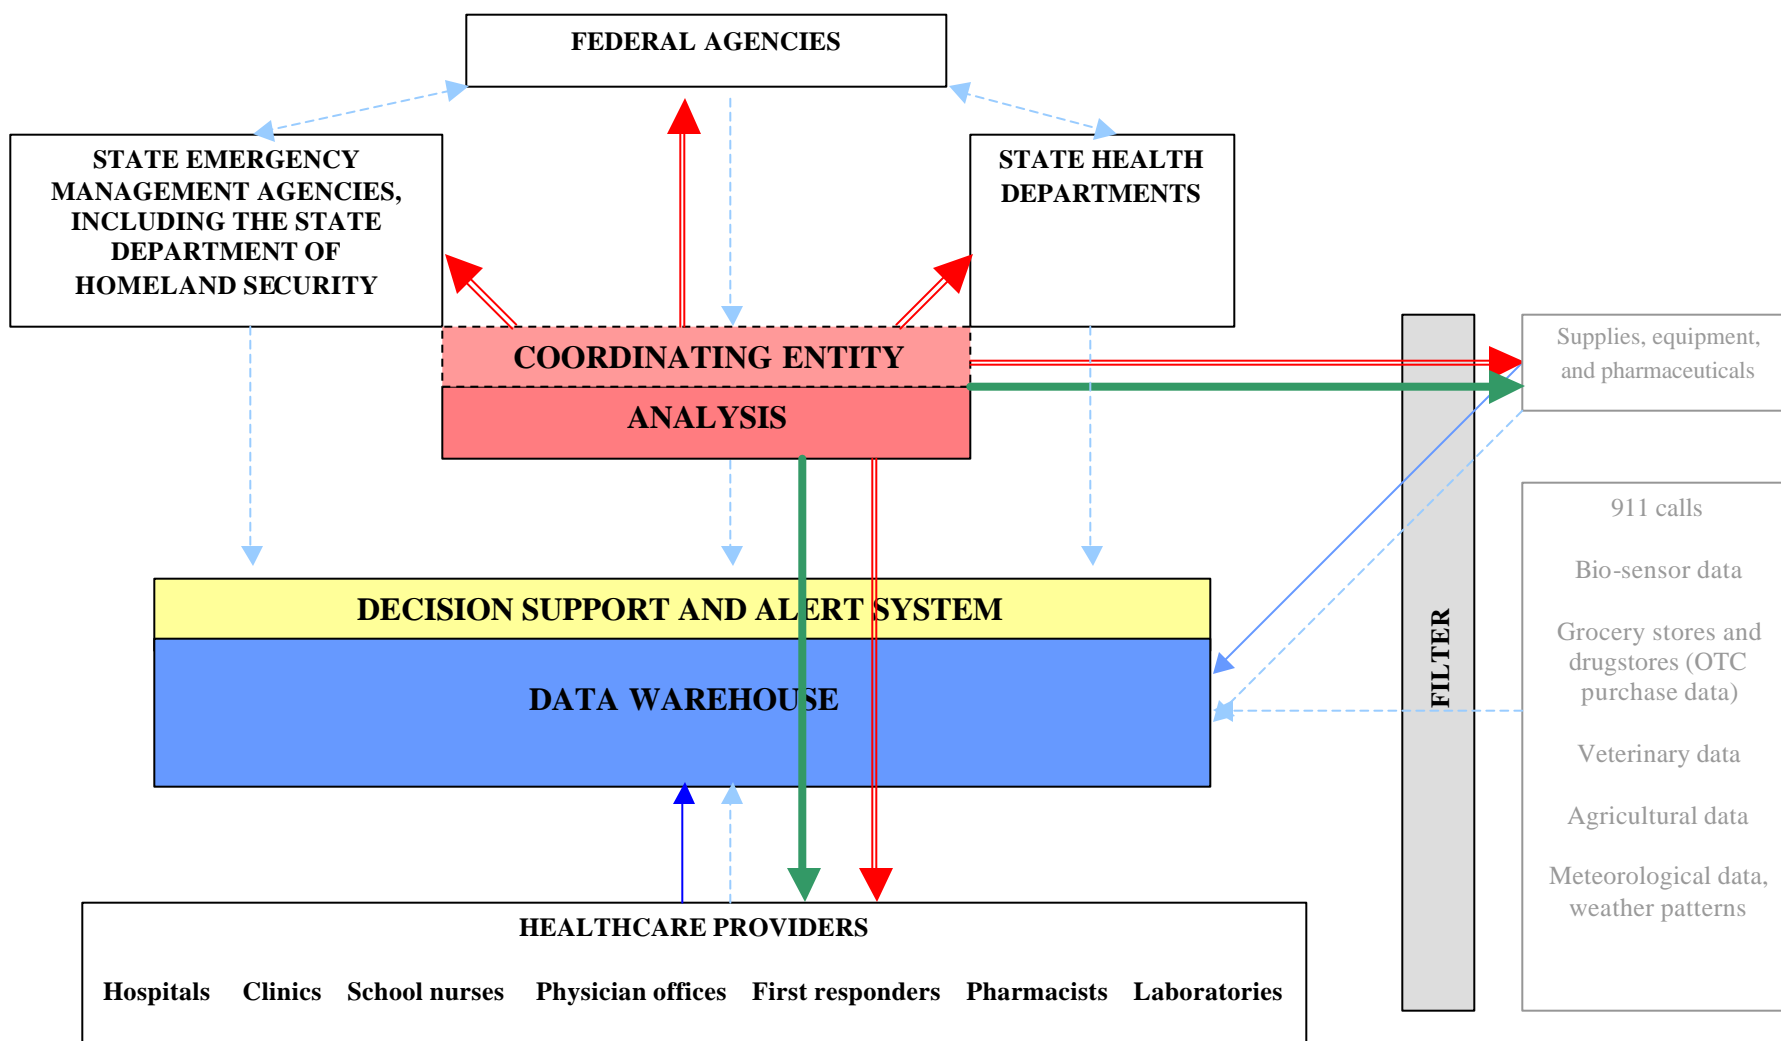 FEDERAL AGENCIES
STATE EMERGENCY
MANAGEMENT AGENCIES,
INCLUDING THE STATE
DEPARTMENT OF
HOMELAND SECURITY
STATE HEALTH
DEPARTMENTS
COORDINATING ENTITY
ANALYSIS
Supplies, equipment,
and pharmaceuticals
DECISION SUPPORT AND ALERT SYSTEM
DATA WAREHOUSE
FILTER
911 calls
Bio-sensor data
Grocery stores and
drugstores (OTC
purchase data)
Veterinary data
Agricultural data
Meteorological data,
weather patterns
HEALTHCARE PROVIDERS
Hospitals Clinics School nurses Physician offices First responders Pharmacists Laboratories